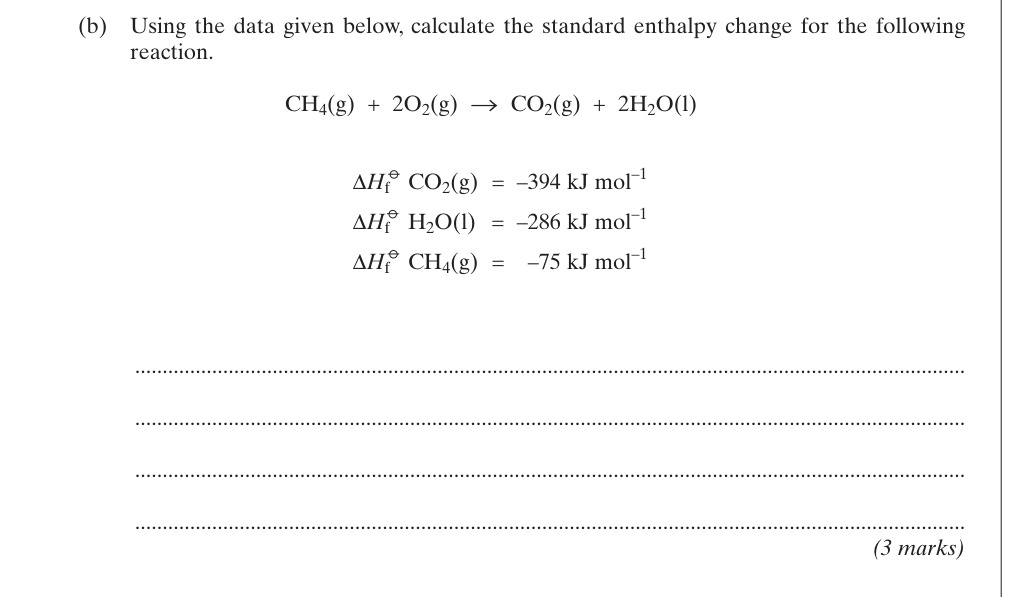 (b) Using the data given below, calculate the standard enthalpy change for the following
reaction.
CH₄(g) + 2O₂(g) → CO₂(g) + 2H₂O(l)
ΔH_f^⦵ CO₂(g) = –394 kJ mol⁻¹
ΔH_f^⦵ H₂O(l) = –286 kJ mol⁻¹
ΔH_f^⦵ CH₄(g) = –75 kJ mol⁻¹
(3 marks)